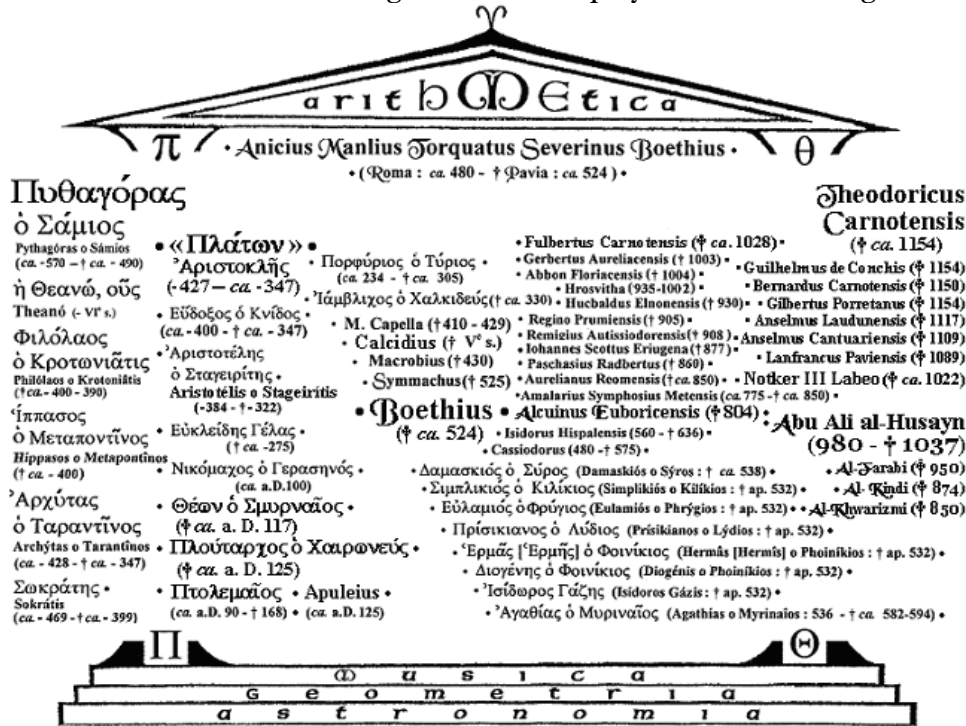 ϒ
arithMEtica
π
• Anicius Manlius Torquatus Severinus Boethius •
θ
• ( Roma : ca. 480 - † Pavia : ca. 524 ) •
Πυθαγόρας
ὁ Σάμιος
Pythagóras o Sámios
(ca. -570 – † ca. - 490)
ἡ Θεανώ, οῦς
Theanó (- VIᵉ s.)
Φιλόλαος
ὁ Κροτωνιᾶτις
Philólaos o Krotoniâtis
(†ca. - 400 - 390)
Ἵππασος
ὁ Μεταποντῖνος
Hippasos o Metapontînos
(† ca. - 400)
Ἀρχύτας
ὁ Ταραντῖνος
Archýtas o Tarantînos
(ca. - 428 - † ca. - 347)
Σωκράτης •
Sokrátis
(ca. - 469 - † ca. - 399)
• «Πλάτων» •
Ἀριστοκλῆς
(-427 – ca. -347)
• Εὔδοξος ὁ Κνίδος •
(ca. -400 - † ca. - 347)
• Ἀριστοτέλης
ὁ Σταγειρίτης •
Aristotélis o Stageirítis
(-384 - †-322)
• Εὐκλείδης Γέλας •
(† ca. -275)
• Νικόμαχος ὁ Γερασηνός •
(ca. a.D.100)
• Θέων ὁ Σμυρναῖος •
(† ca. a. D. 117)
• Πλούταρχος ὁ Χαιρωνεύς •
(† ca. a. D. 125)
• Πτολεμαῖος • Apuleius •
(ca. a.D. 90 - † 168) • (ca. a.D. 125)
• Πορφύριος ὁ Τύριος •
(ca. 234 - † ca. 305)
Ἰάμβλιχος ὁ Χαλκιδεύς († ca. 330) •
• M. Capella (†410 - 429) •
• Calcidius († Vᵉ s.) •
• Macrobius († 430) •
• Symmachus († 525) •
• Boethius •
(† ca. 524)
• Fulbertus Carnotensis († ca. 1028) •
• Gerbertus Aureliacensis († 1003) •
• Abbon Floriacensis († 1004) •
• Hrosvitha (935-1002) •
• Hucbaldus Elnonensis († 930) •
• Regino Prumiensis († 905) •
• Remigius Autissiodorensis († 908) •
• Iohannes Scottus Eriugena († 877) •
• Paschasius Radbertus († 860) •
• Aurelianus Reomensis († ca. 850) •
• Amalarius Symphosius Metensis (ca. 775 - † ca. 850) •
Alcuinus Euboricensis († 804) •
• Isidorus Hispalensis (560 - † 636) •
• Cassiodorus (480 - † 575) •
• Δαμασκιός ὁ Σύρος (Damaskiós o Sýros : † ca. 538) •
• Σιμπλικιός ὁ Κιλίκιος (Simplikiós o Kilíkios : † ap. 532) •
• Εὐλαμιός ὁ Φρύγιος (Eulamiós o Phrýgios : † ap. 532) •
• Πρίσικιανος ὁ Λύδιος (Prisikianos o Lýdios : † ap. 532) •
• Ἑρμᾶς [Ἑρμῆς] ὁ Φοινίκιος (Hermâs [Hermîs] o Phoiníkios : † ap. 532) •
• Διογένης ὁ Φοινίκιος (Diogénis o Phoiníkios : † ap. 532) •
• Ἰσίδωρος Γάζης (Isídoros Gázis : † ap. 532) •
• Ἀγαθίας ὁ Μυριναῖος (Agathias o Myrinaîos : 536 - † ca. 582-594) •
Theodoricus
Carnotensis
(† ca. 1154)
• Guilhelmus de Conchis († 1154)
• Bernardus Carnotensis († 1150)
• Gilbertus Porretanus († 1154)
• Anselmus Laudunensis († 1117)
• Anselmus Cantuariensis († 1109)
• Lanfrancus Paviensis († 1089)
• Notker III Labeo († ca. 1022)
• Abu Ali al-Husayn
(980 - † 1037)
• Al-Farabi († 950)
• Al- Kindi († 874)
• Al-Khwarizmi († 850)
Π
Θ
Musica
Geometria
astronomia